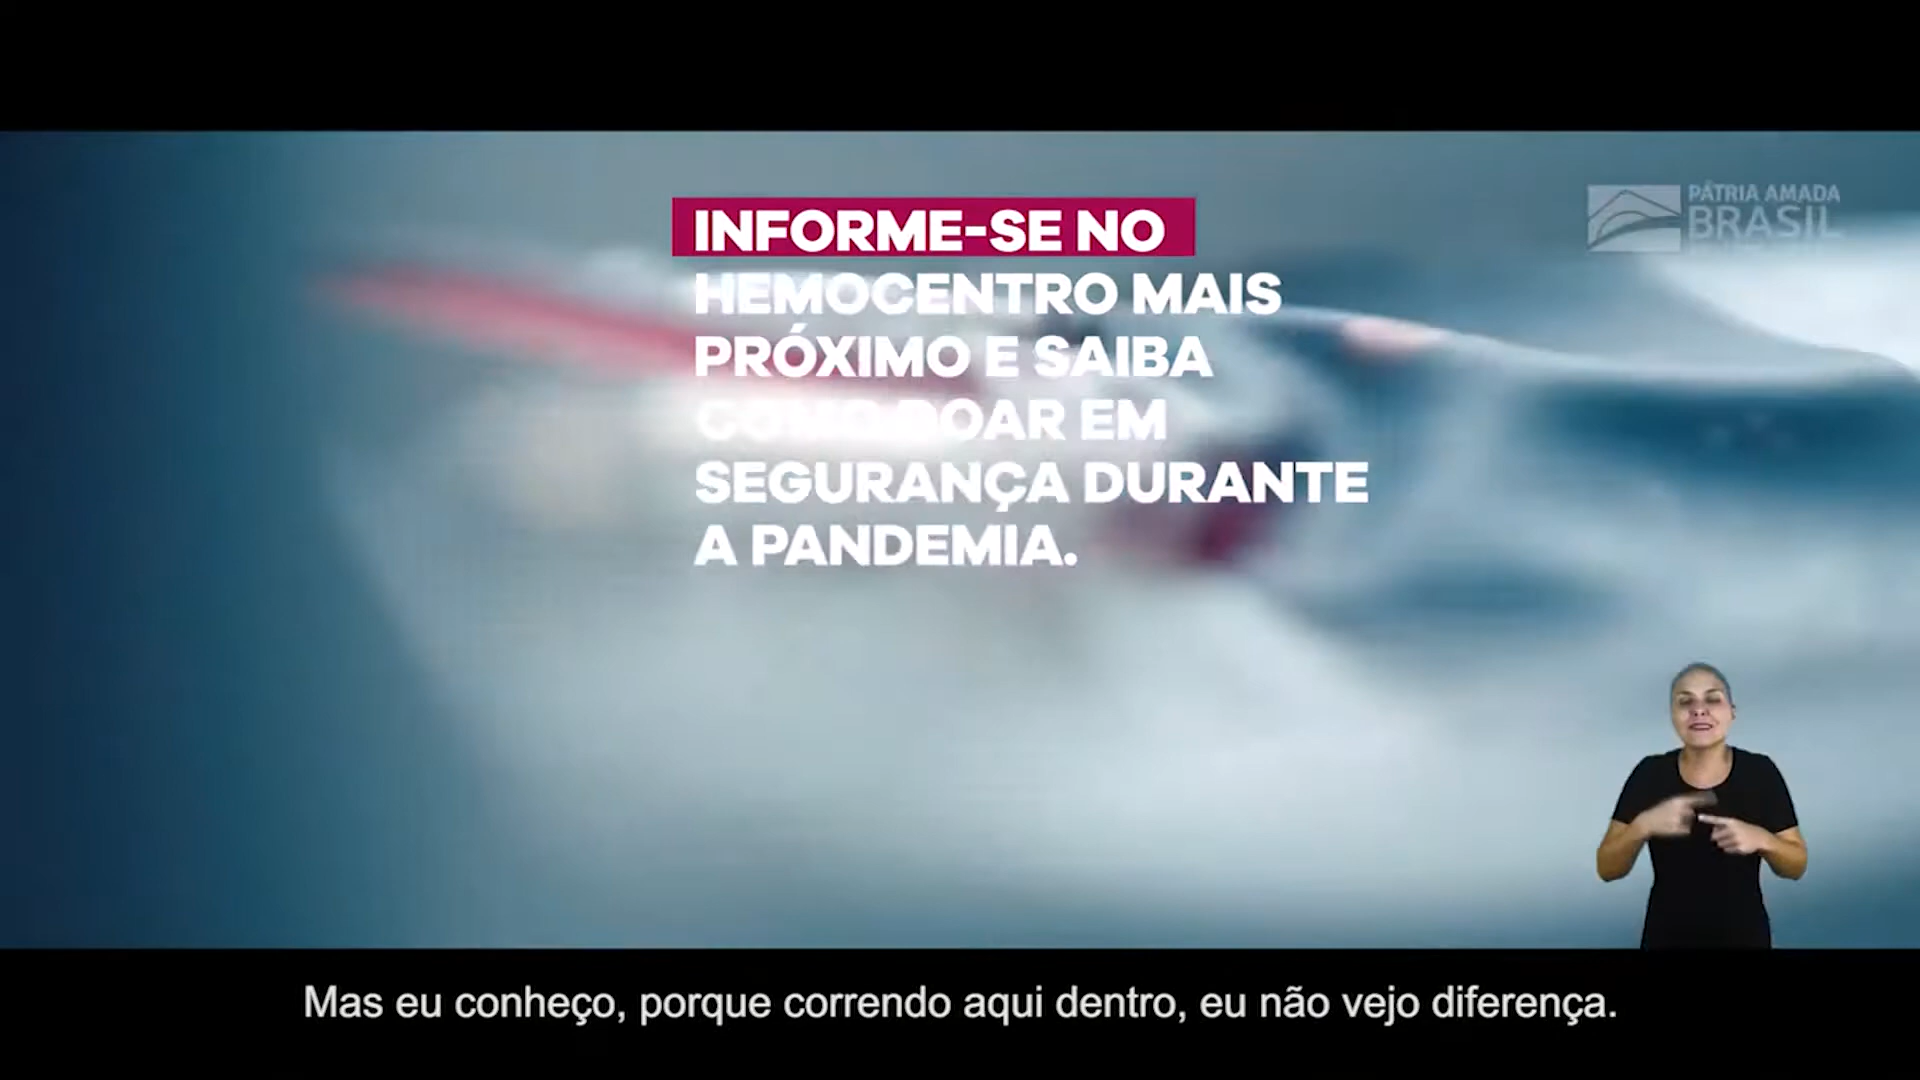 INFORME-SE NO
HEMOCENTRO MAIS
PRÓXIMO E SAIBA
COMO DOAR EM
SEGURANÇA DURANTE
A PANDEMIA.
PÁTRIA AMADA
BRASIL
Mas eu conheço, porque correndo aqui dentro, eu não vejo diferença.